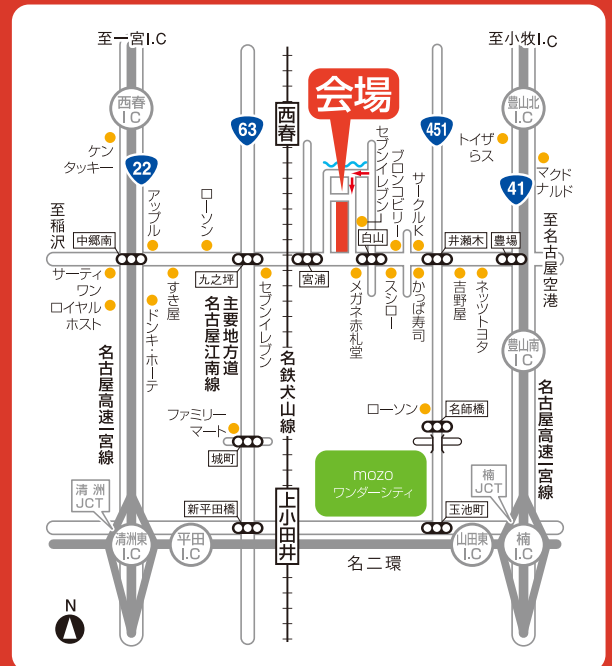 至一宮I.C
至小牧I.C
西春
I C
63
西春
会場
451
豊山北
I.C
ケン
タッキー
22
アップル
ローソン
セブンイレブン
ブロンコビリー
サークルK
トイザ
らス
マクド
ナルド
41
至稲沢
中郷南
白山
井瀬木
豊場
至名古屋空港
サーティ
ワン
ロイヤル
ホスト
すき屋
ドンキ・ホーテ
九之坪
主要地方道
名古屋江南線
セブンイレブン
宮浦
メガネ赤札堂
スシロー
かっぱ寿司
吉野屋
ネッツトヨタ
名古屋高速一宮線
名鉄犬山線
豊山南
I.C
名古屋高速一宮線
ファミリー
マート
城町
ローソン
名師橋
mozo
ワンダーシティ
清洲
JCT
新平田橋
上小田井
玉池町
楠
JCT
清洲東
I.C
平田
I.C
名二環
山田東
I.C
楠
I.C
N